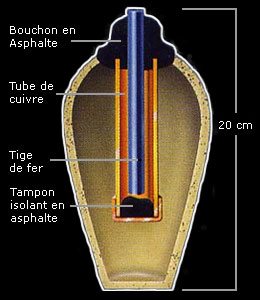 Bouchon en
Asphalte
Tube de
cuivre
20 cm
Tige
de fer
Tampon
isolant en
asphalte